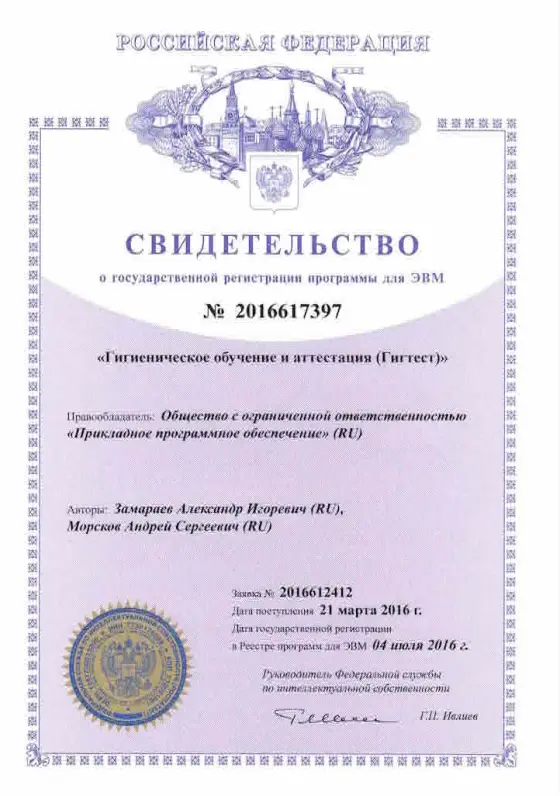 РОССИЙСКАЯ ФЕДЕРАЦИЯ
СВИДЕТЕЛЬСТВО
о государственной регистрации программы для ЭВМ
№ 2016617397
«Гигиеническое обучение и аттестация (Гигтест)»
Правообладатель: Общество с ограниченной ответственностью
«Прикладное программное обеспечение» (RU)
Авторы: Замараев Александр Игоревич (RU),
Морсков Андрей Сергеевич (RU)
Заявка № 2016612412
Дата поступления 21 марта 2016 г.
Дата государственной регистрации
в Реестре программ для ЭВМ 04 июля 2016 г.
Руководитель Федеральной службы
по интеллектуальной собственности
Г.П. Ивлиев